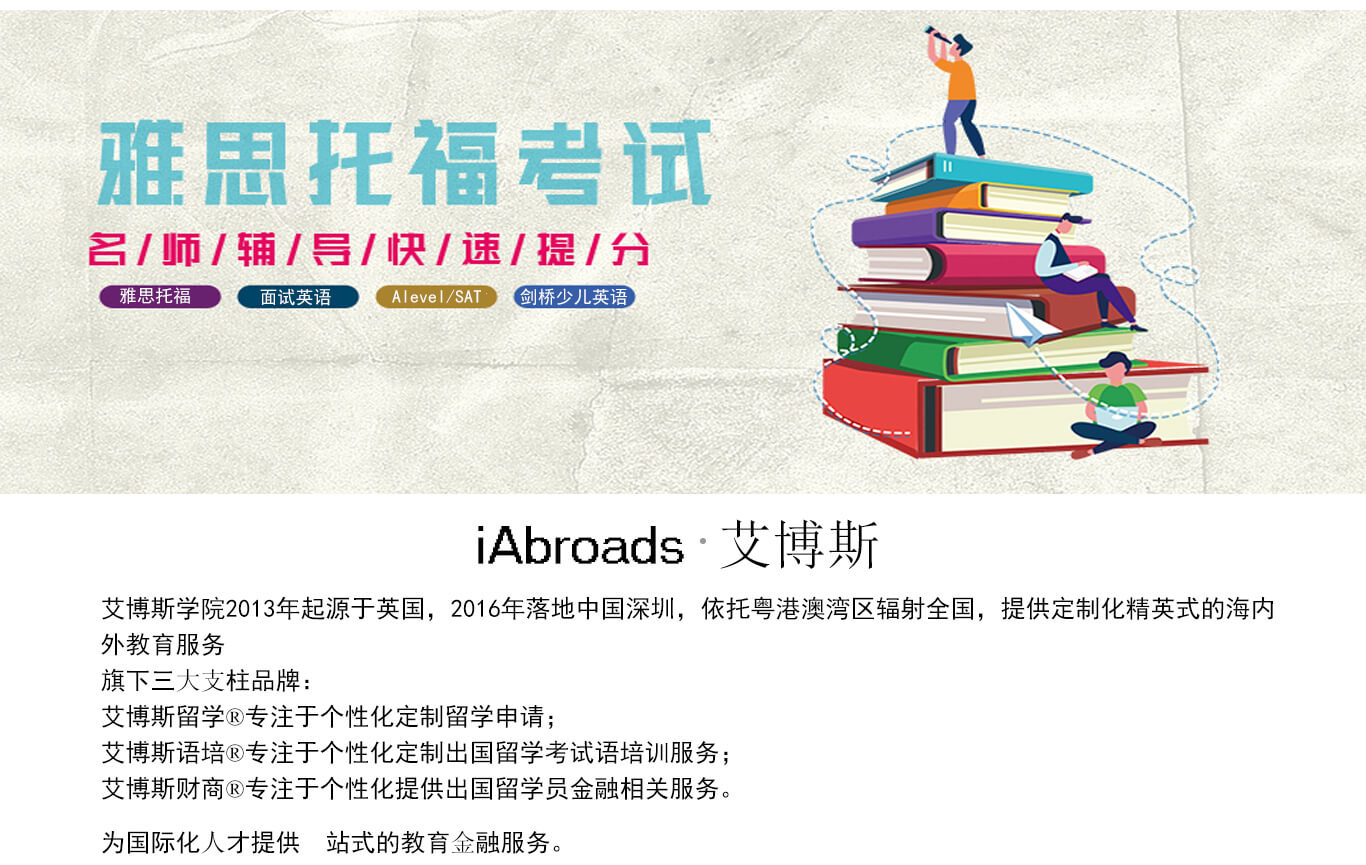 雅思托福考试
名/师/辅/导/快/速/提/分
雅思托福 面试英语 Alevel/SAT 剑桥少儿英语
iAbroads·艾博斯
艾博斯学院2013年起源于英国，2016年落地中国深圳，依托粤港澳湾区辐射全国，提供定制化精英式的海内
外教育服务
旗下三大支柱品牌：
艾博斯留学®专注于个性化定制留学申请；
艾博斯语培®专注于个性化定制出国留学考试语培训服务；
艾博斯财商®专注于个性化提供出国留学员金融相关服务。
为国际化人才提供 站式的教育金融服务。